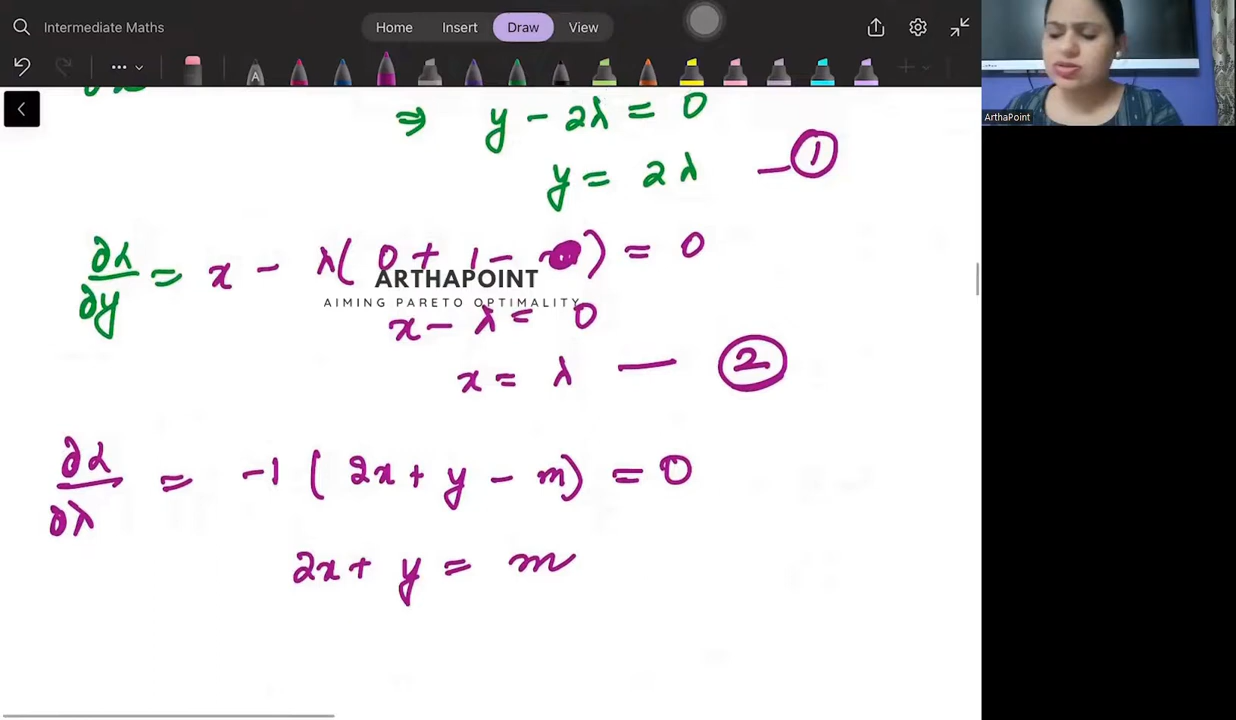 Intermediate Maths
Home Insert Draw View
A
⇒ y - 2λ = 0
y = 2λ — ①
∂L/∂y = x - λ(0 + 1 - ) = 0
ARTHAPOINT
AIMING PARETO OPTIMALITY
x - λ = 0
x = λ — ②
∂L/∂λ = -1 (2x + y - m) = 0
2x + y = m
ArthaPoint